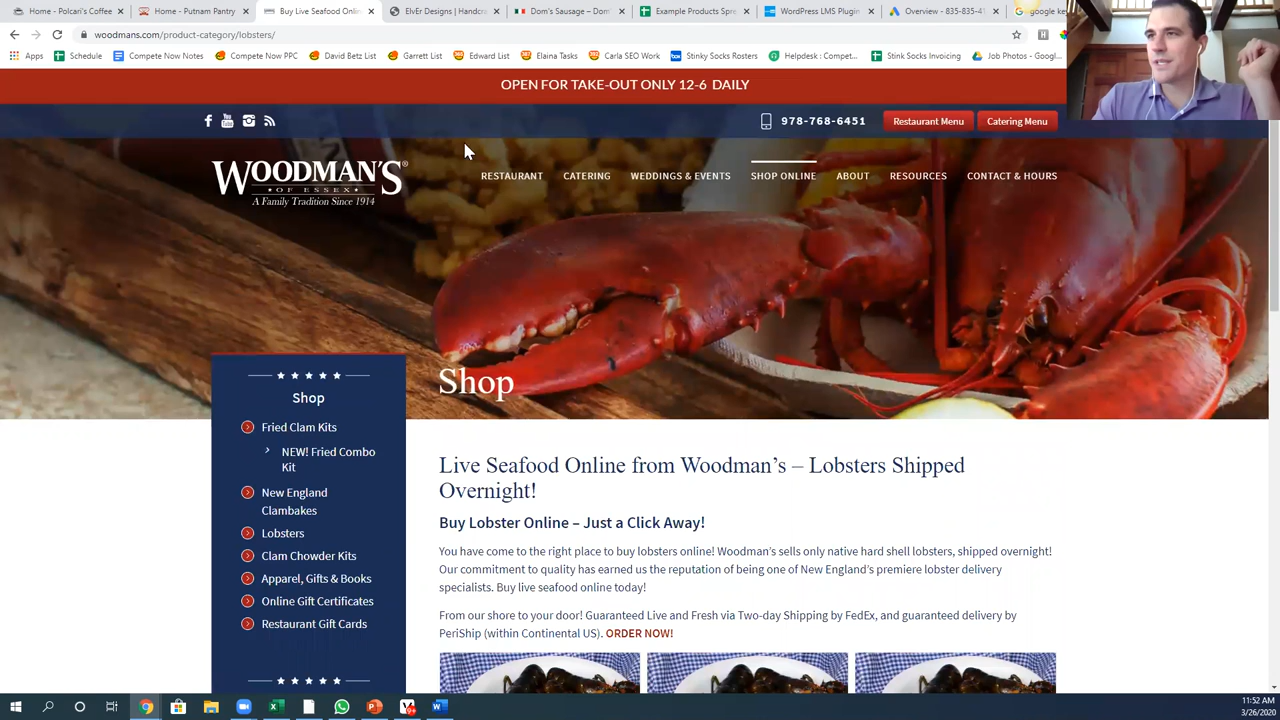 Home - Polcari's Coffee
Home - Putnam Pantry
Buy Live Seafood Onlin
ElvEr Designs | Handcr
Dom's Sausage – Dom
Example Products Spre
WordPress LMS Plugin
Overview - 835-835-41
google ke
woodmans.com/product-category/lobsters/
Apps
Schedule
Compete Now Notes
Compete Now PPC
David Betz List
Garrett List
Edward List
Elaina Tasks
Carla SEO Work
Stinky Socks Rosters
Helpdesk : Compet...
Stink Socks Invoicing
Job Photos - Googl...
OPEN FOR TAKE-OUT ONLY 12-6 DAILY
978-768-6451
Restaurant Menu
Catering Menu
WOODMAN'S®
OF ESSEX
A Family Tradition Since 1914
RESTAURANT
CATERING
WEDDINGS & EVENTS
SHOP ONLINE
ABOUT
RESOURCES
CONTACT & HOURS
Shop
Shop
Fried Clam Kits
NEW! Fried Combo
Kit
New England
Clambakes
Lobsters
Clam Chowder Kits
Apparel, Gifts & Books
Online Gift Certificates
Restaurant Gift Cards
Live Seafood Online from Woodman's – Lobsters Shipped
Overnight!
Buy Lobster Online – Just a Click Away!
You have come to the right place to buy lobsters online! Woodman's sells only native hard shell lobsters, shipped overnight!
Our commitment to quality has earned us the reputation of being one of New England's premiere lobster delivery
specialists. Buy live seafood online today!
From our shore to your door! Guaranteed Live and Fresh via Two-day Shipping by FedEx, and guaranteed delivery by
PeriShip (within Continental US). ORDER NOW!
11:52 AM
3/26/2020